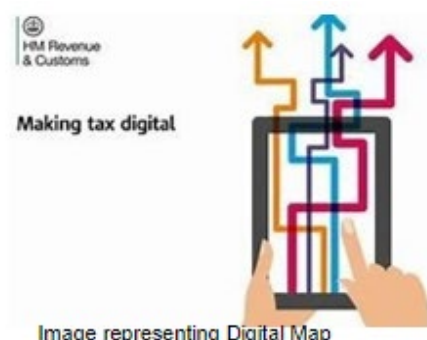 HM Revenue
& Customs
Making tax digital
Image representing Digital Map